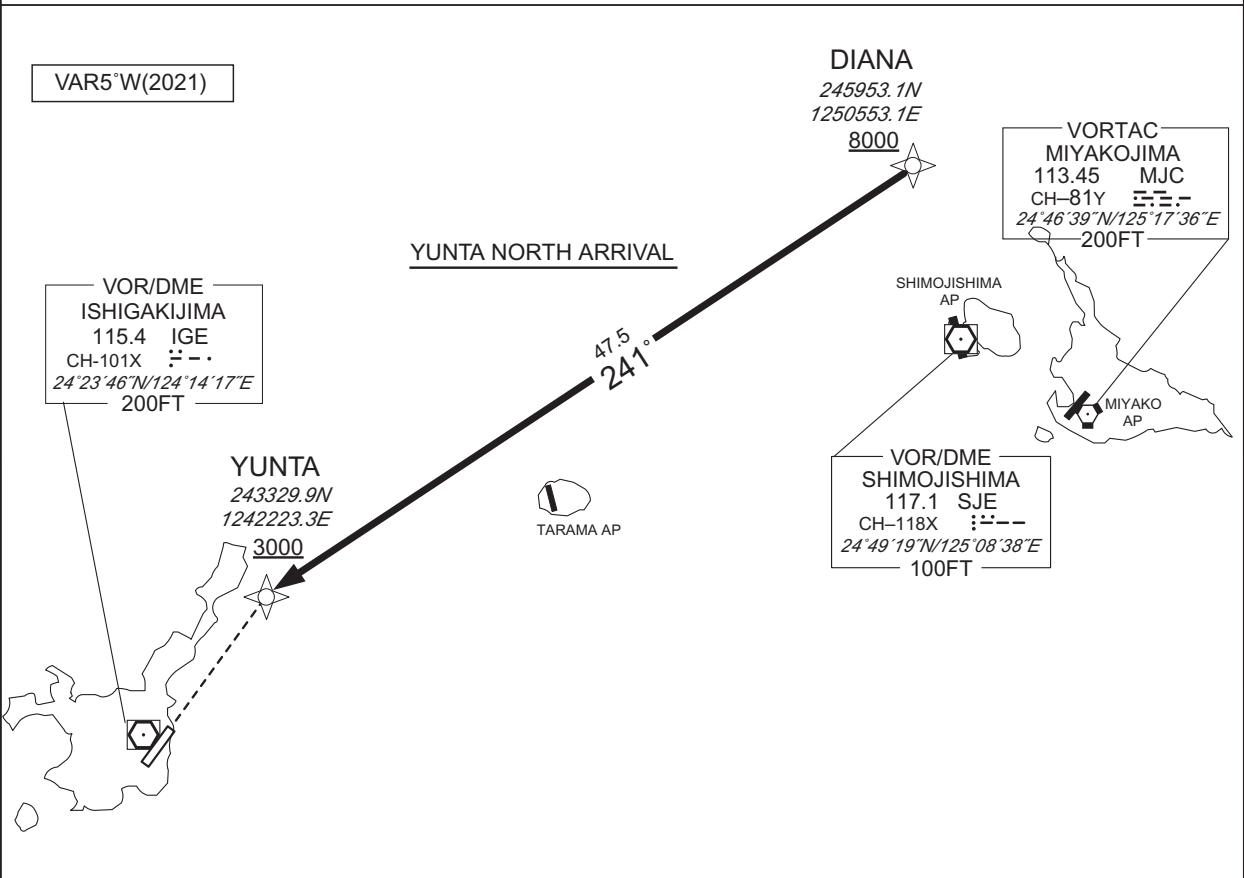 VAR5°W(2021)
DIANA
245953.1N
1250553.1E
8000
VORTAC
MIYAKOJIMA
113.45 MJC
CH–81Y
24°46´39˝N/125°17´36˝E
200FT
YUNTA NORTH ARRIVAL
VOR/DME
ISHIGAKIJIMA
115.4 IGE
CH-101X
24°23´46˝N/124°14´17˝E
200FT
SHIMOJISHIMA
AP
47.5
241°
MIYAKO
AP
YUNTA
243329.9N
1242223.3E
3000
TARAMA AP
VOR/DME
SHIMOJISHIMA
117.1 SJE
CH–118X
24°49´19˝N/125°08´38˝E
100FT